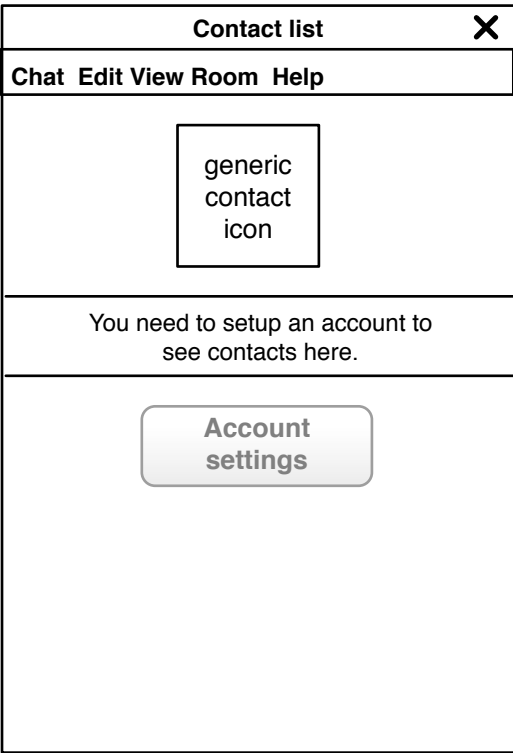 Contact list
Chat Edit View Room Help
generic
contact
icon
You need to setup an account to
see contacts here.
Account
settings